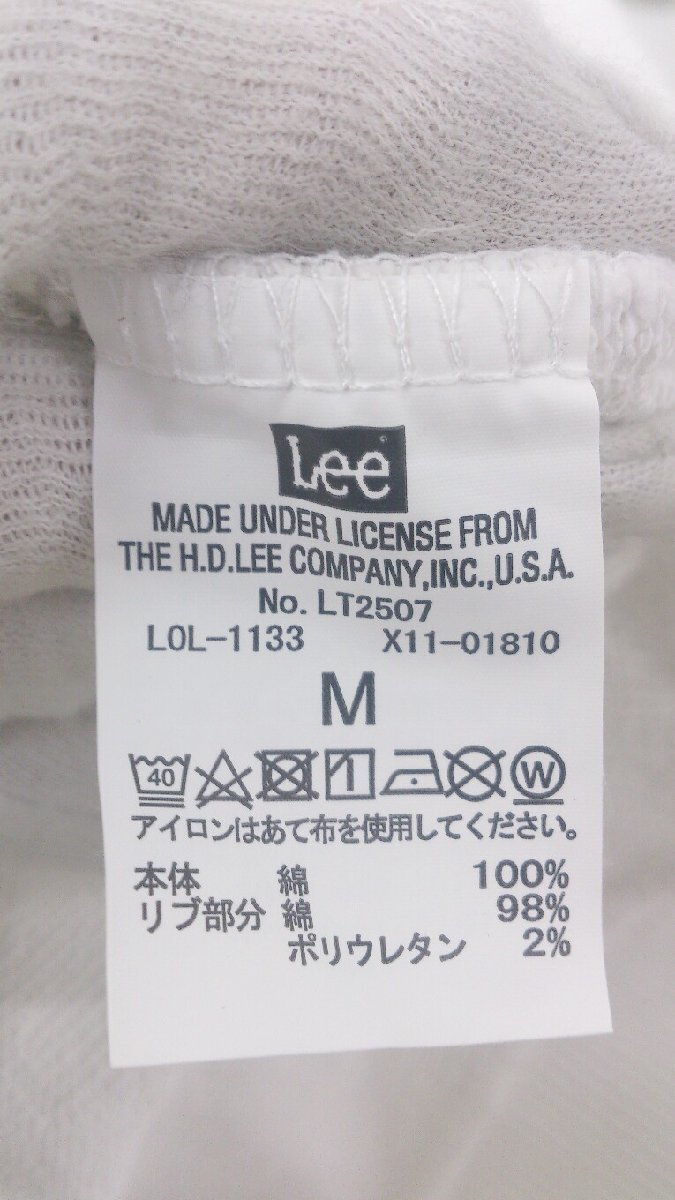 Lee
MADE UNDER LICENSE FROM
THE H.D.LEE COMPANY,INC.,U.S.A.
No. LT2507
LOL-1133 X11-01810
M
40 W
アイロンはあて布を使用してください。
本体 綿 100%
リブ部分 綿 98%
ポリウレタン 2%